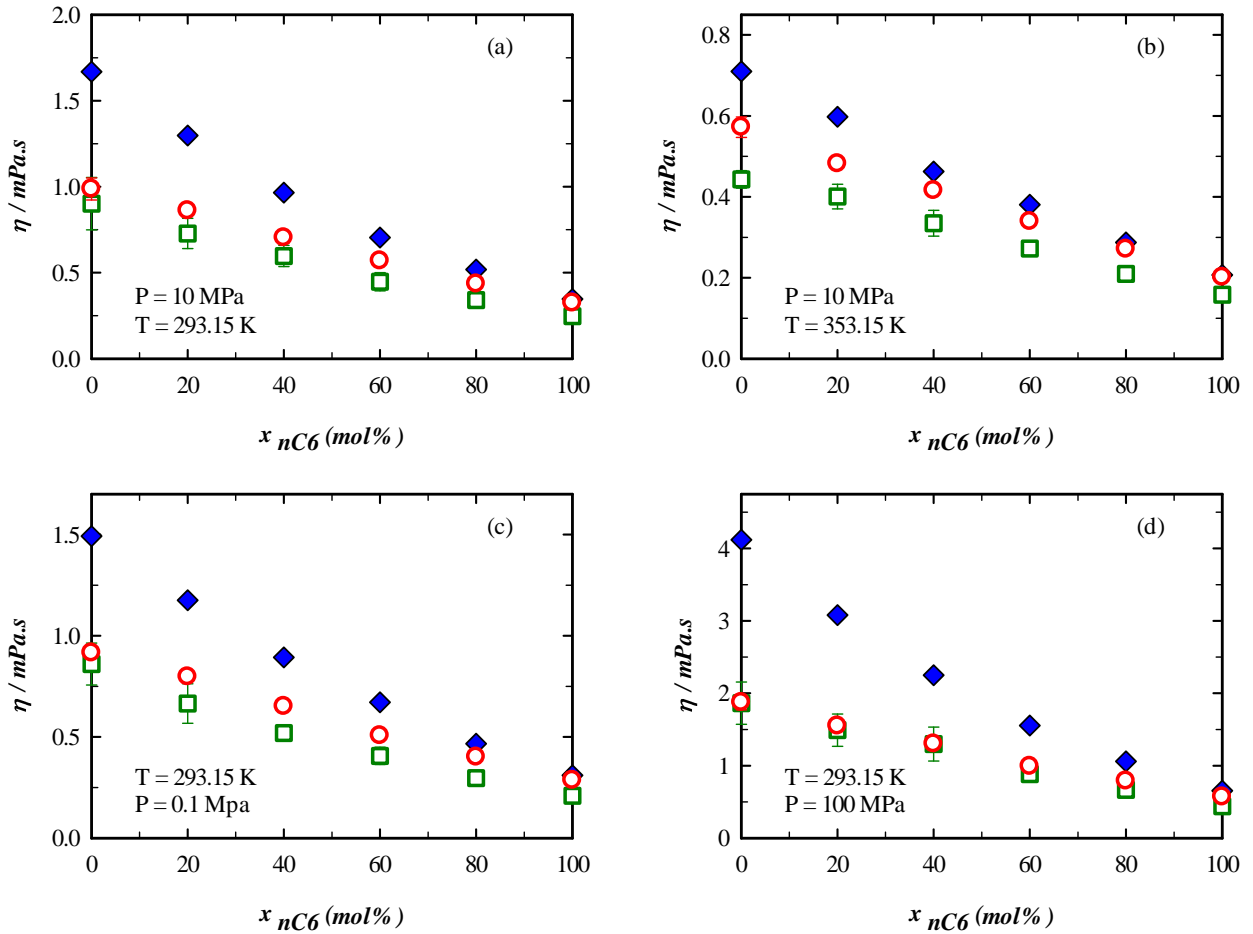 2.0
1.5
1.0
0.5
0.0
η / mPa.s
(a)
P = 10 MPa
T = 293.15 K
0 20 40 60 80 100
x nC6 (mol%)
0.8
0.6
0.4
0.2
0.0
η / mPa.s
(b)
P = 10 MPa
T = 353.15 K
0 20 40 60 80 100
x nC6 (mol%)
1.5
1.0
0.5
0.0
η / mPa.s
(c)
T = 293.15 K
P = 0.1 Mpa
0 20 40 60 80 100
x nC6 (mol%)
4
3
2
1
0
η / mPa.s
(d)
T = 293.15 K
P = 100 MPa
0 20 40 60 80 100
x nC6 (mol%)